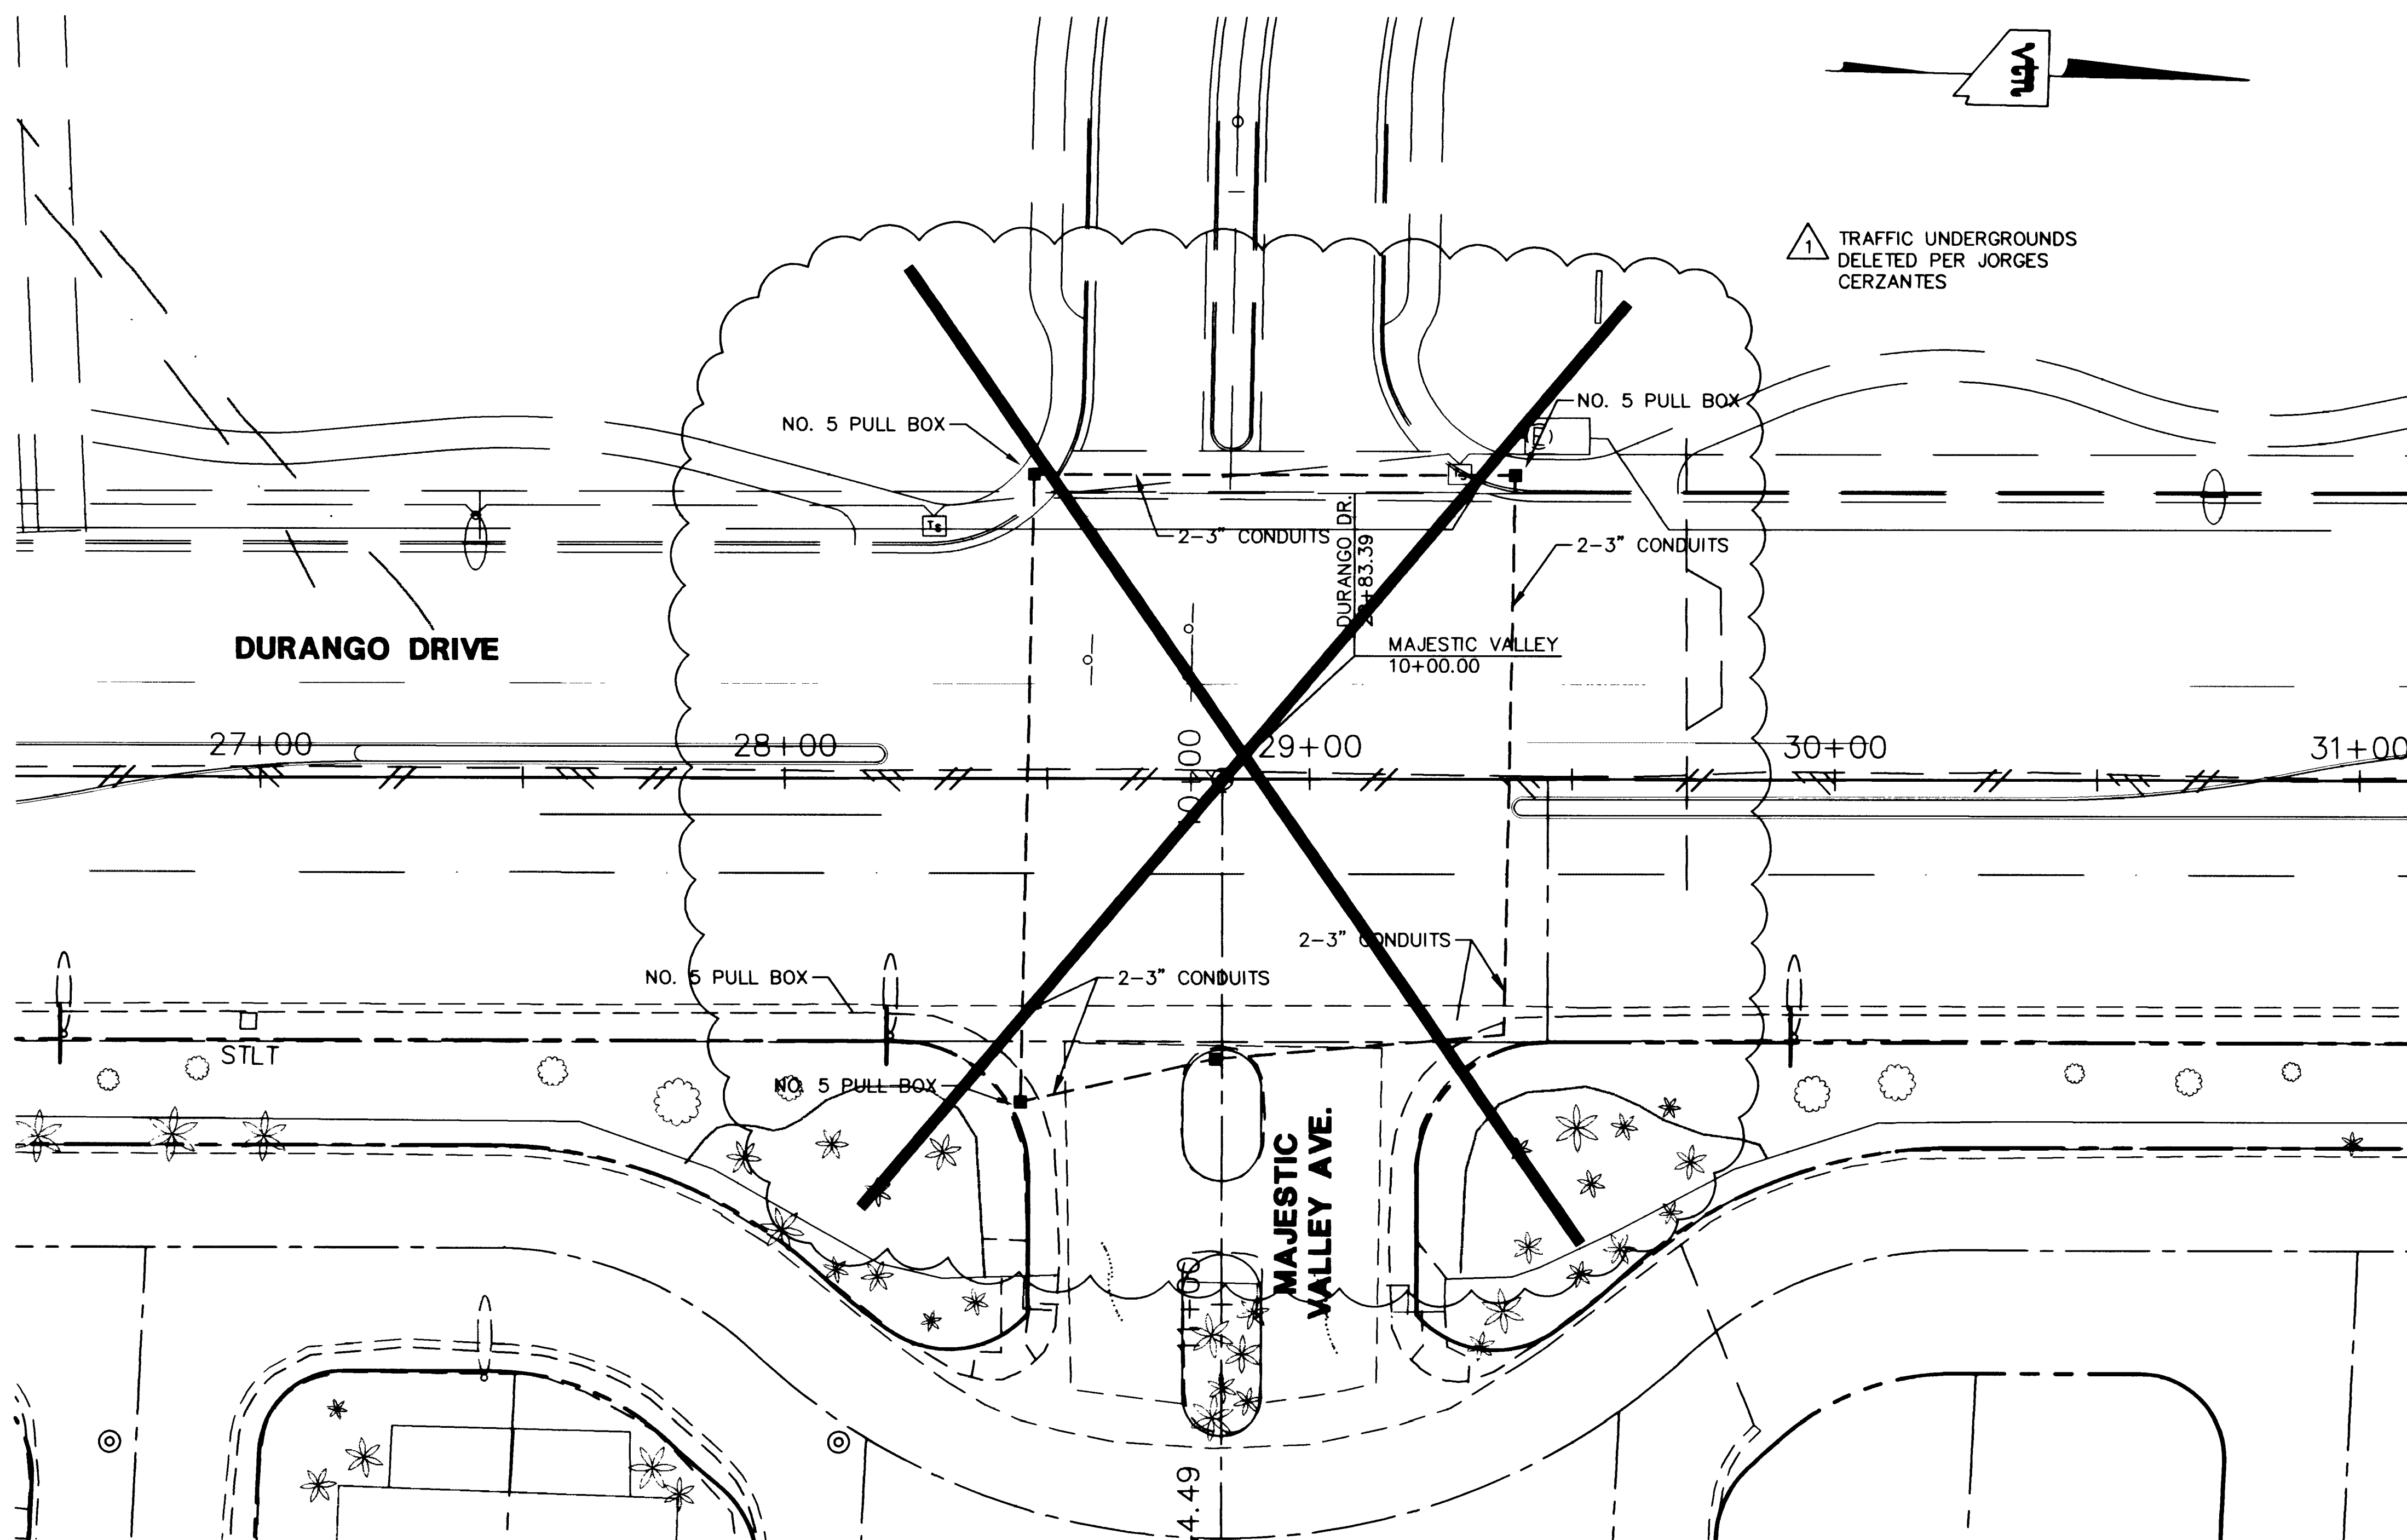 vtn
1
TRAFFIC UNDERGROUNDS
DELETED PER JORGES
CERZANTES
NO. 5 PULL BOX
NO. 5 PULL BOX
(E)
TS
TS
2-3" CONDUITS
DURANGO DR.
2-3" CONDUITS
DURANGO DRIVE
MAJESTIC VALLEY
10+00.00
27+00
28+00
29+00
30+00
31+00
10+00
2-3" CONDUITS
NO. 5 PULL BOX
2-3" CONDUITS
STLT
NO. 5 PULL BOX
MAJESTIC
VALLEY AVE.
11+00
4.49